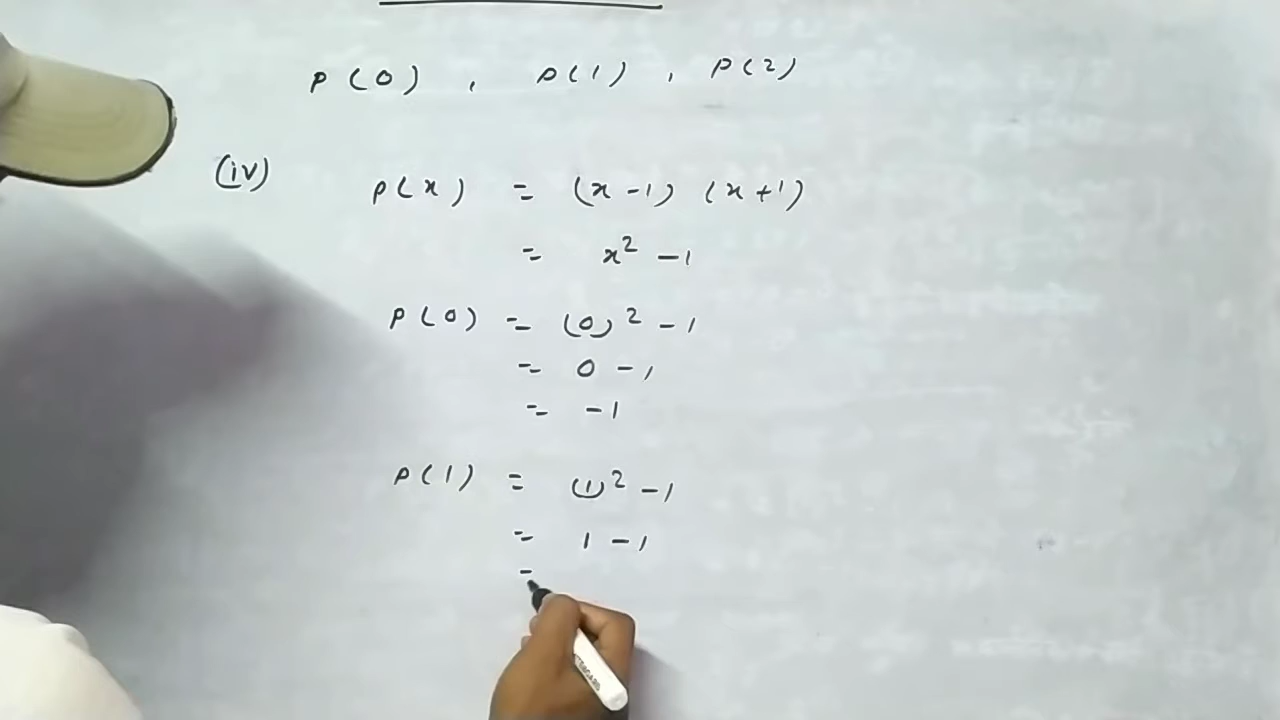 P(0) , P(1) , P(2)
(iv) P(x) = (x-1) (x+1)
= x² -1
P(0) = (0)² -1
= 0 -1
= -1
P(1) = (1)² -1
= 1 -1
=